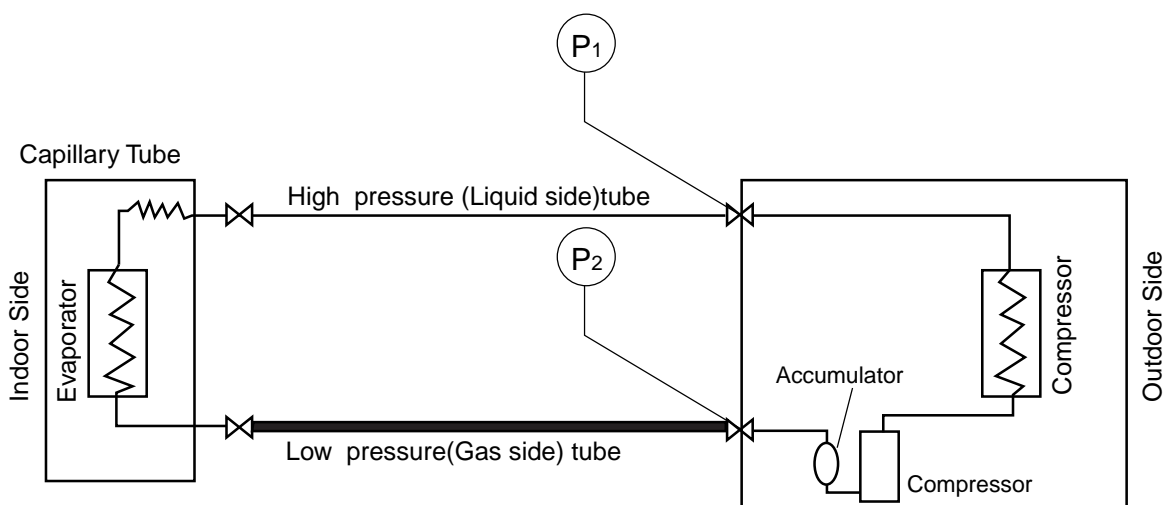 P1
Capillary Tube
High pressure (Liquid side)tube
P2
Indoor Side
Evaporator
Compressor
Outdoor Side
Accumulator
Low pressure(Gas side) tube
Compressor